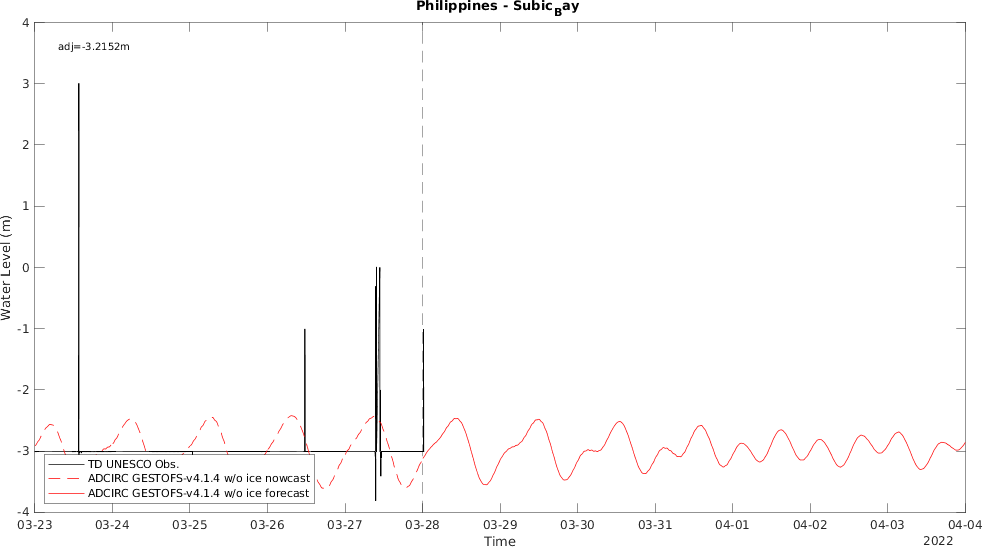 Philippines - Subic_Bay
4
adj=-3.2152m
3
2
1
0
-1
-2
-3
-4
Water Level (m)
TD UNESCO Obs.
ADCIRC GESTOFS-v4.1.4 w/o ice nowcast
ADCIRC GESTOFS-v4.1.4 w/o ice forecast
03-23 03-24 03-25 03-26 03-27 03-28 03-29 03-30 03-31 04-01 04-02 04-03 04-04
Time
2022